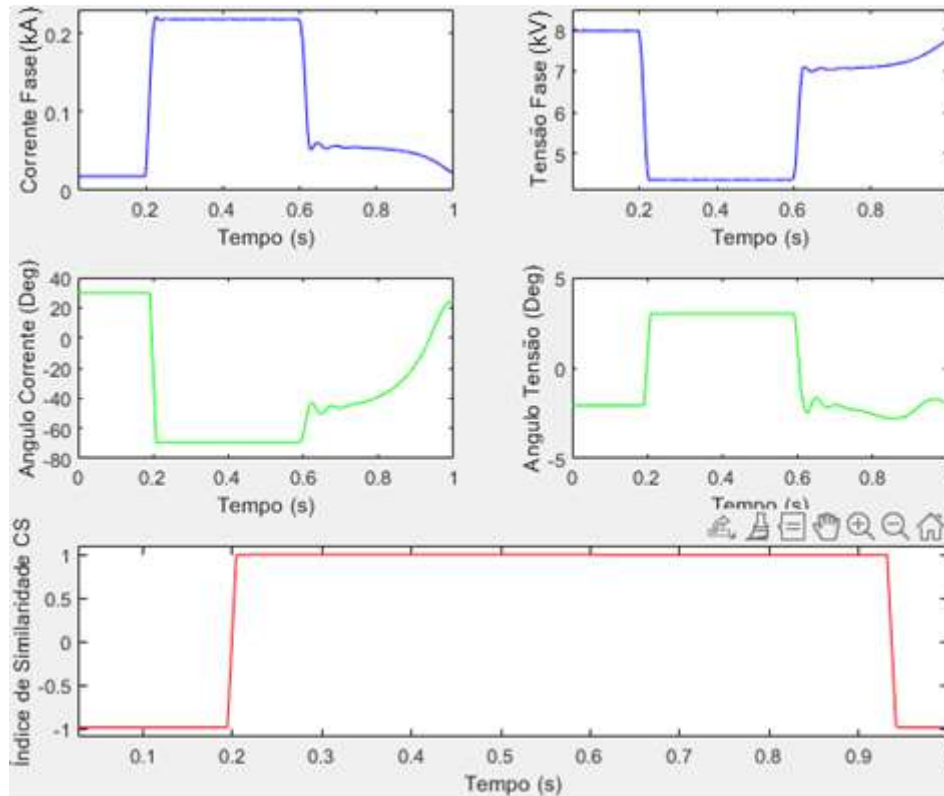 Corrente Fase(kA)
0.2
0.1
0
0.2 0.4 0.6 0.8 1
Tempo (s)
Tensão Fase (kV)
8
7
6
5
4
0.2 0.4 0.6 0.8
Tempo (s)
Angulo Corrente (Deg)
40
20
0
-20
-40
-60
-80
0 0.2 0.4 0.6 0.8 1
Tempo (s)
Angulo Tensão (Deg)
5
0
-5
0 0.2 0.4 0.6 0.8
Tempo (s)
Índice de Similaridade CS
1
0.5
0
-0.5
-1
0.1 0.2 0.3 0.4 0.5 0.6 0.7 0.8 0.9
Tempo (s)